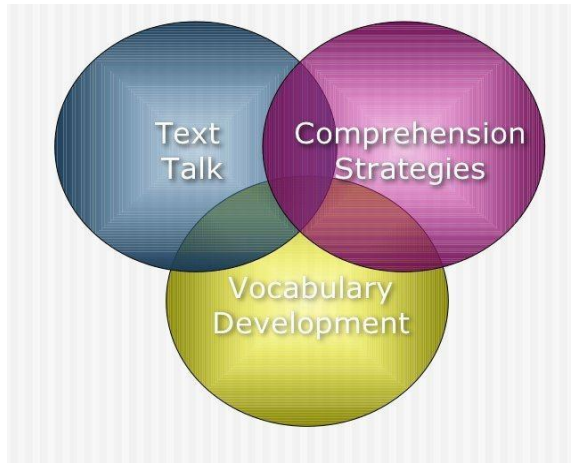 Text
Talk
Comprehension
Strategies
Vocabulary
Development